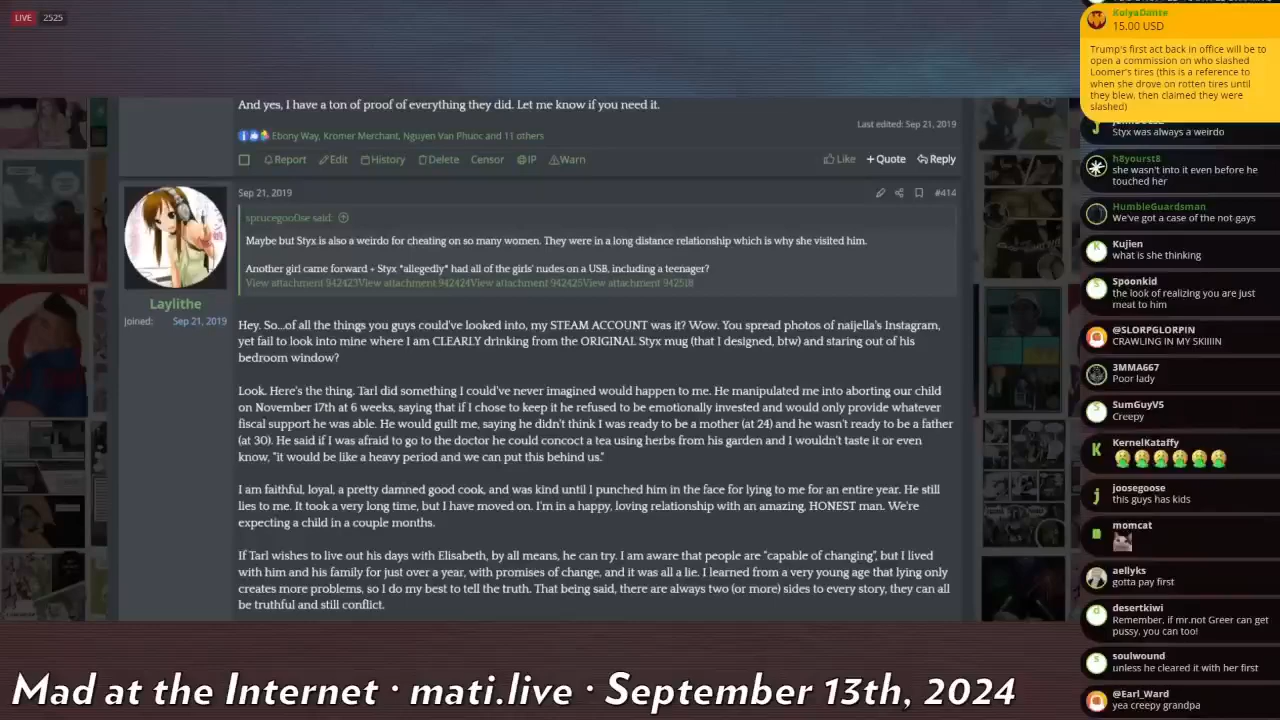 LIVE 2525
And yes, I have a ton of proof of everything they did. Let me know if you need it.
Last edited: Sep 21, 2019
Ebony Way, Kromer Merchant, Nguyen Van Phuoc and 11 others
Report Edit History Delete Censor IP Warn
Like +Quote Reply
Laylithe
Joined: Sep 21, 2019
Sep 21, 2019
#414
sprucegoo0se said:
Maybe but Styx is also a weirdo for cheating on so many women. They were in a long distance relationship which is why she visited him.
Another girl came forward + Styx *allegedly* had all of the girls' nudes on a USB, including a teenager?
View attachment 942423View attachment 942424View attachment 942425View attachment 942518
Hey. So...of all the things you guys could've looked into, my STEAM ACCOUNT was it? Wow. You spread photos of naijella's Instagram,
yet fail to look into mine where I am CLEARLY drinking from the ORIGINAL Styx mug (that I designed, btw) and staring out of his
bedroom window?
Look. Here's the thing. Tarl did something I could've never imagined would happen to me. He manipulated me into aborting our child
on November 17th at 6 weeks, saying that if I chose to keep it he refused to be emotionally invested and would only provide whatever
fiscal support he was able. He would guilt me, saying he didn't think I was ready to be a mother (at 24) and he wasn't ready to be a father
(at 30). He said if I was afraid to go to the doctor he could concoct a tea using herbs from his garden and I wouldn't taste it or even
know, "it would be like a heavy period and we can put this behind us."
I am faithful, loyal, a pretty damned good cook, and was kind until I punched him in the face for lying to me for an entire year. He still
lies to me. It took a very long time, but I have moved on. I'm in a happy, loving relationship with an amazing, HONEST man. We're
expecting a child in a couple months.
If Tarl wishes to live out his days with Elisabeth, by all means, he can try. I am aware that people are "capable of changing", but I lived
with him and his family for just over a year, with promises of change, and it was all a lie. I learned from a very young age that lying only
creates more problems, so I do my best to tell the truth. That being said, there are always two (or more) sides to every story, they can all
be truthful and still conflict.
KolyaDante
15.00 USD
Trump's first act back in office will be to
open a commission on who slashed
Loomer's tires (this is a reference to
when she drove on rotten tires until
they blew, then claimed they were
slashed)
Styx was always a weirdo
h8yourst8
she wasn't into it even before he
touched her
HumbleGuardsman
We've got a case of the not-gays
Kujien
what is she thinking
Spoonkid
the look of realizing you are just
meat to him
@SLORPGLORPIN
CRAWLING IN MY SKIIIIN
3MMA667
Poor lady
SumGuyV5
Creepy
KernelKataffy
joosegoose
this guy has kids
momcat
aellyks
gotta pay first
desertkiwi
Remember, if mr.not Greer can get
pussy, you can too!
soulwound
unless he cleared it with her first
@Earl_Ward
yea creepy grandpa
Mad at the Internet · mati.live · September 13th, 2024